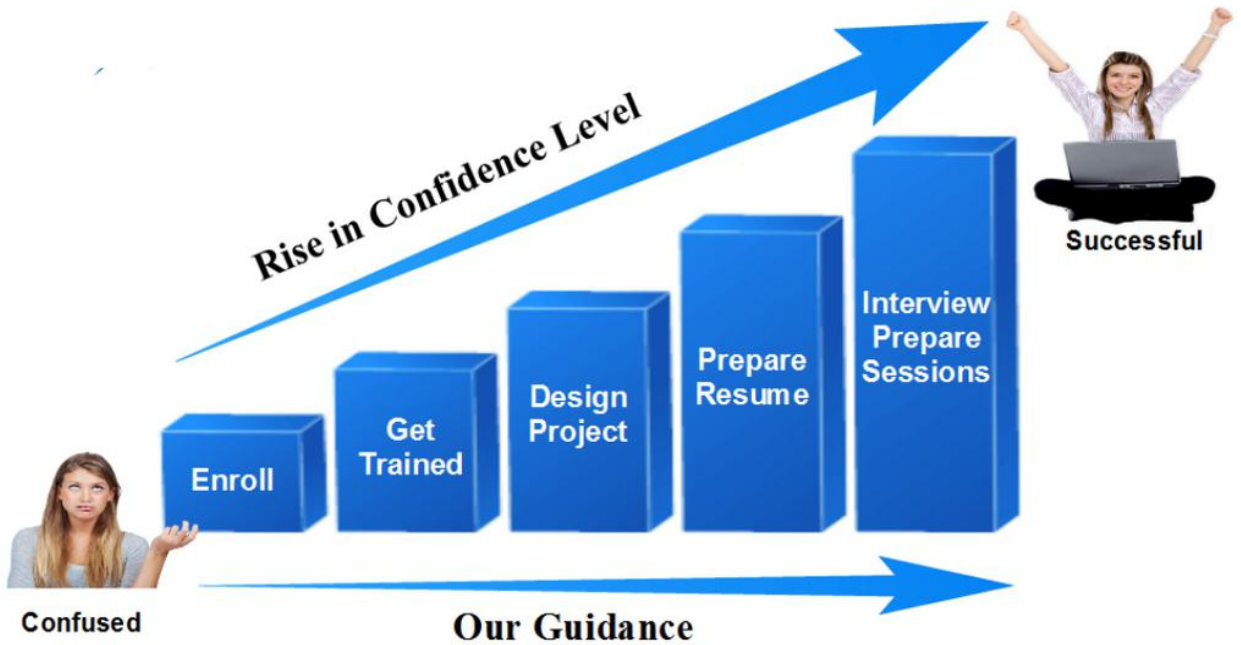 Rise in Confidence Level
Successful
Interview
Prepare
Sessions
Prepare
Resume
Design
Project
Get
Trained
Enroll
Confused
Our Guidance